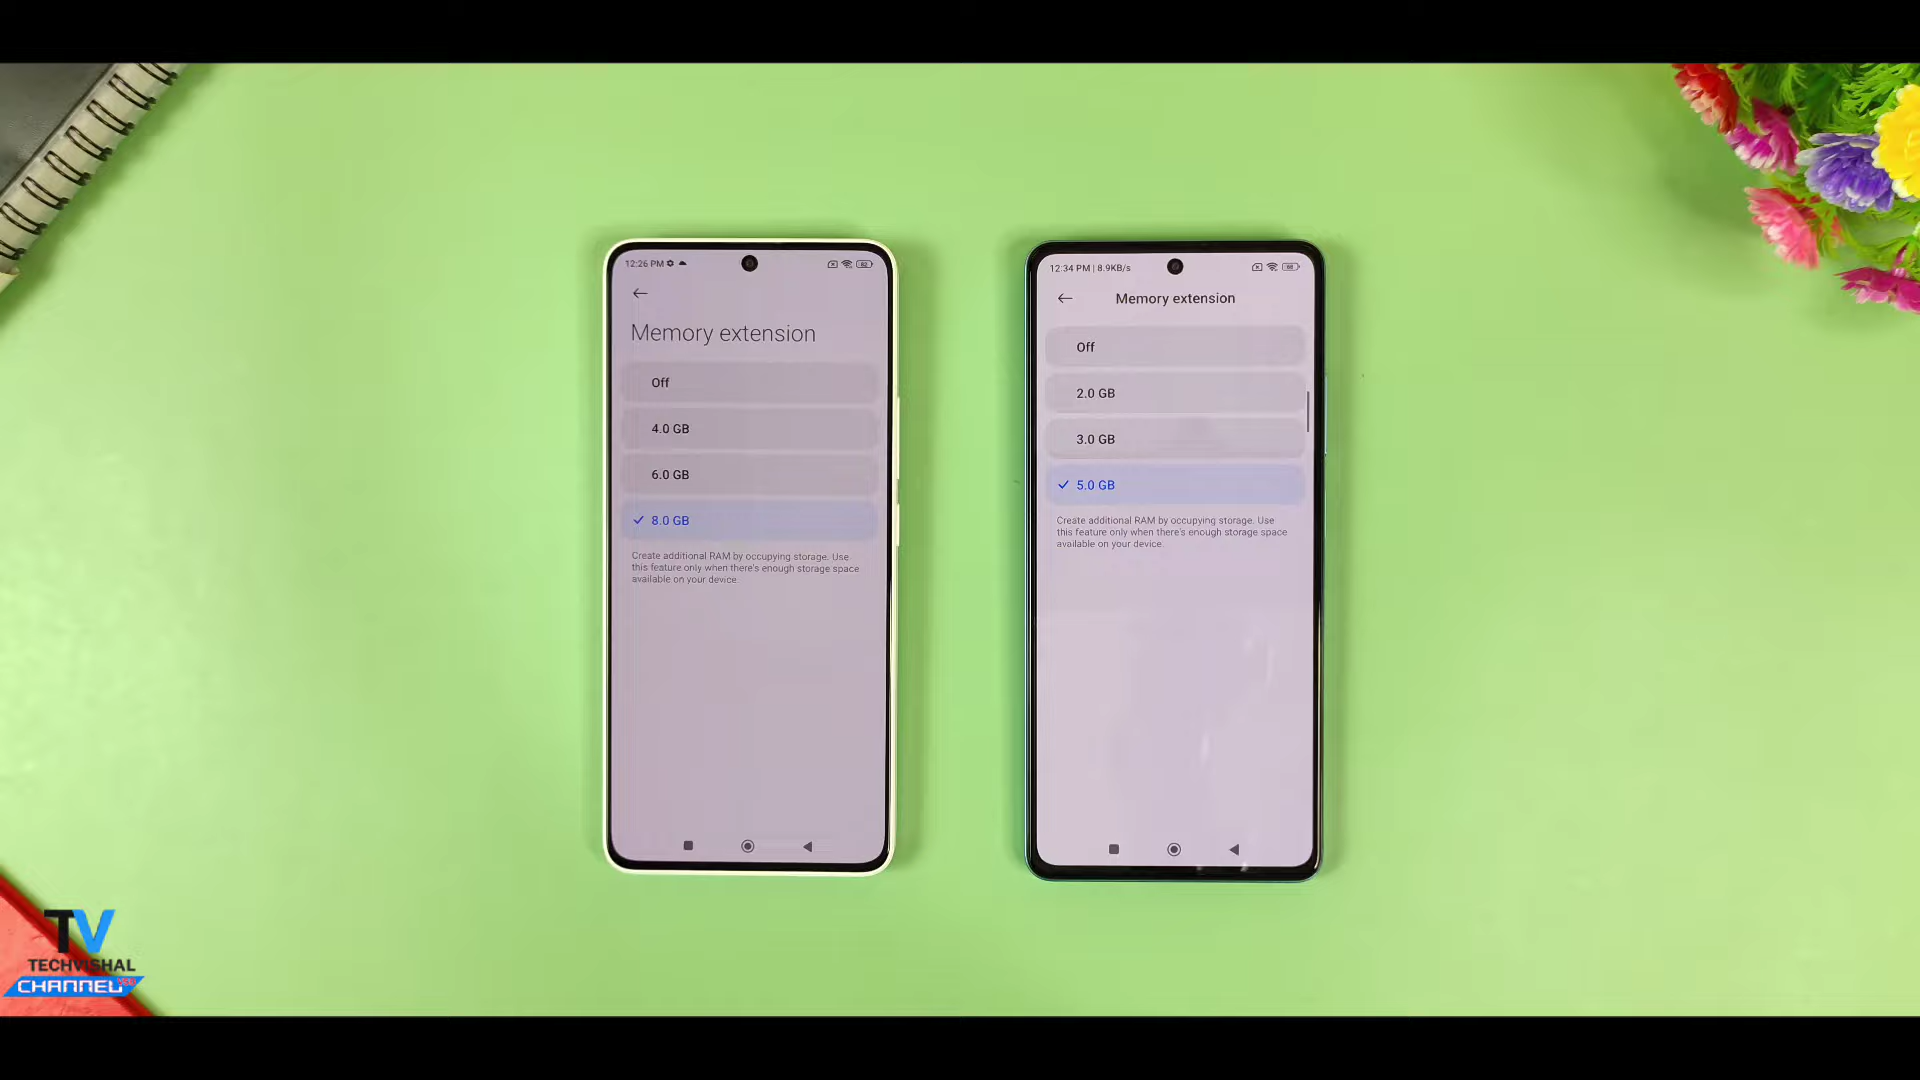 12:26 PM
82
Memory extension
Off
4.0 GB
6.0 GB
8.0 GB
Create additional RAM by occupying storage. Use
this feature only when there's enough storage space
available on your device.
12:34 PM | 8.9KB/s
Memory extension
Off
2.0 GB
3.0 GB
5.0 GB
Create additional RAM by occupying storage. Use
this feature only when there's enough storage space
available on your device.
TV
TECHVISHAL
CHANNEL